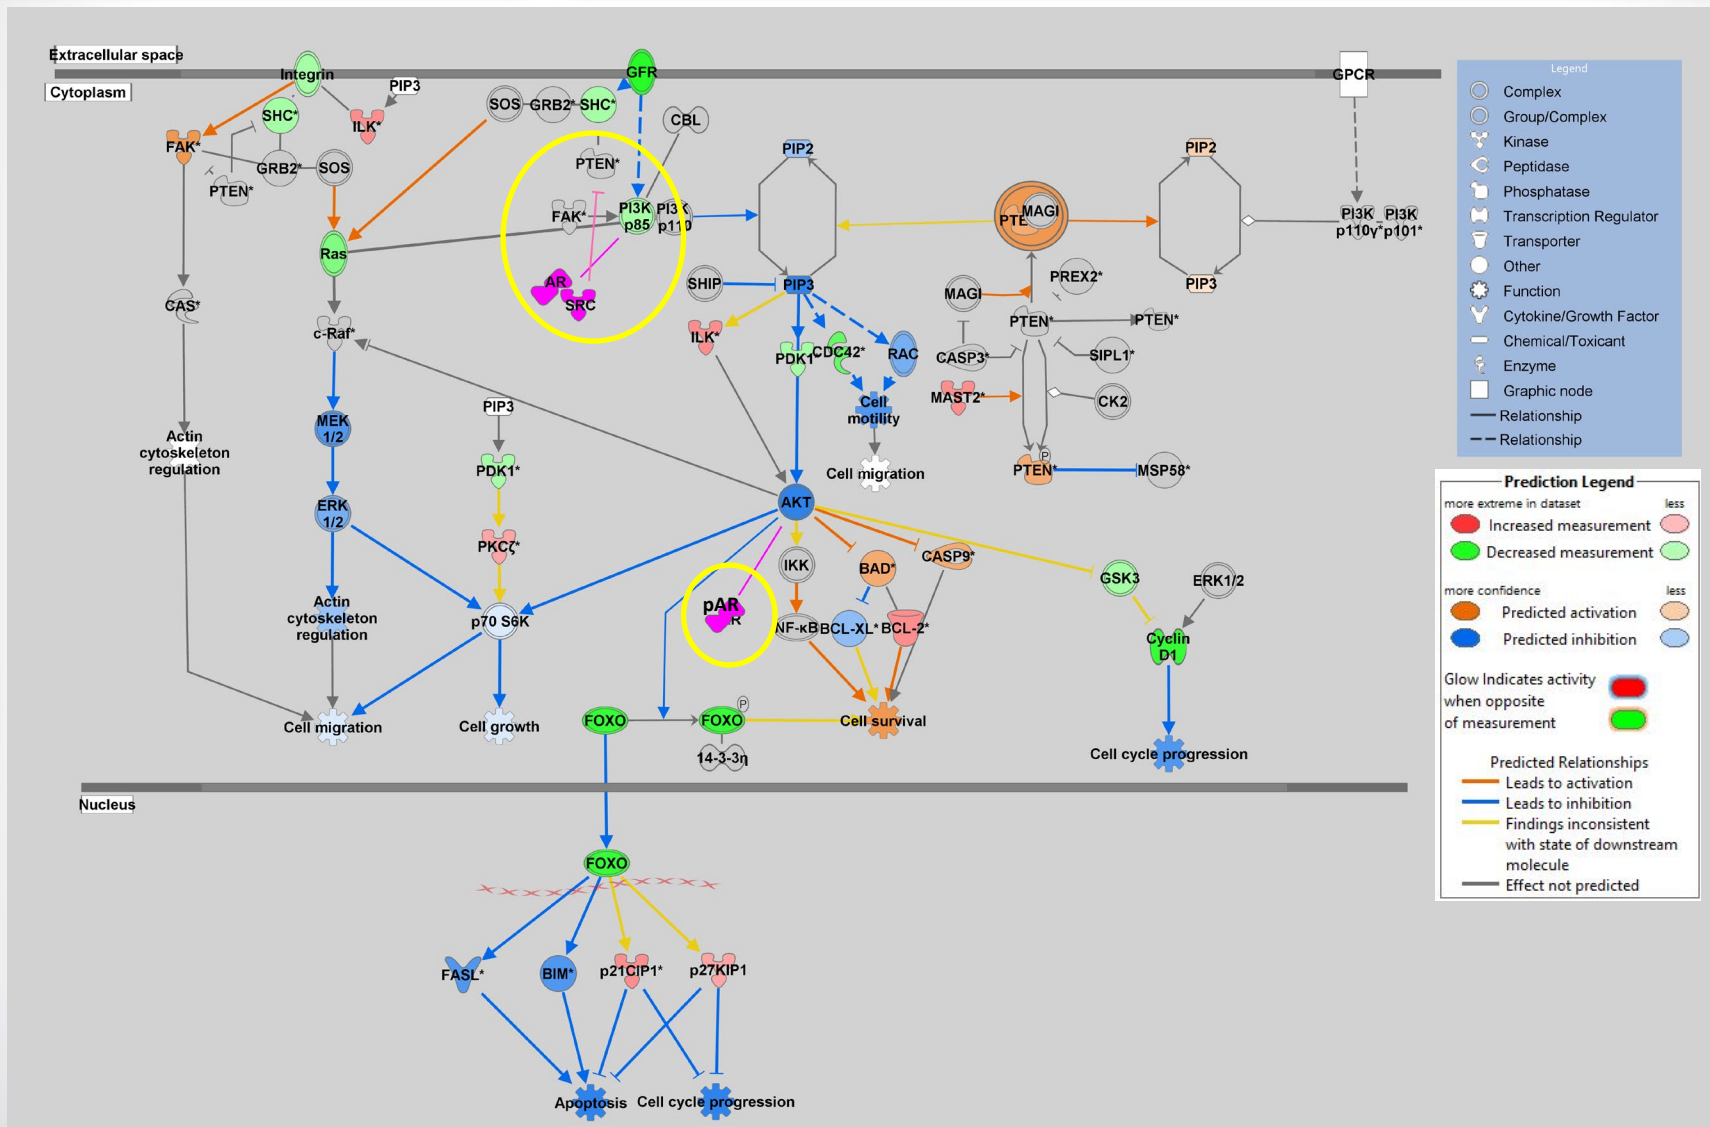 Extracellular space
Cytoplasm
Integrin
PIP3
SHC*
ILK*
FAK*
GRB2*
SOS
PTEN*
Ras
CAS*
c-Raf*
Actin
cytoskeleton
regulation
MEK
1/2
ERK
1/2
Actin
cytoskeleton
regulation
Cell migration
PIP3
PDK1*
PKCζ*
p70 S6K
Cell growth
GFR
SOS
GRB2*
SHC*
CBL
PTEN*
FAK*
PI3K
p85
PI3K
p110
AR
SRC
PIP2
PIP3
SHIP
ILK*
PDK1*
CDC42*
RAC
Cell
motility
Cell migration
AKT
IKK
BAD*
CASP9*
pAR
NF-κB
BCL-XL*
BCL-2*
FOXO
FOXO
P
14-3-3η
Cell survival
GSK3
ERK1/2
Cyclin
D1
Cell cycle progression
MAGI
PREX2*
MAGI
PTEN*
PTEN*
CASP3*
SIPL1*
MAST2*
CK2
P
PTEN*
MSP58*
PIP2
PIP3
GPCR
PI3K
p110γ*
PI3K
p101*
Nucleus
FOXO
FASL*
BIM*
p21CIP1*
p27KIP1
Apoptosis
Cell cycle progression
Legend
Complex
Group/Complex
Kinase
Peptidase
Phosphatase
Transcription Regulator
Transporter
Other
Function
Cytokine/Growth Factor
Chemical/Toxicant
Enzyme
Graphic node
Relationship
Relationship
Prediction Legend
more extreme in dataset
less
Increased measurement
Decreased measurement
more confidence
less
Predicted activation
Predicted inhibition
Glow Indicates activity
when opposite
of measurement
Predicted Relationships
Leads to activation
Leads to inhibition
Findings inconsistent
with state of downstream
molecule
Effect not predicted